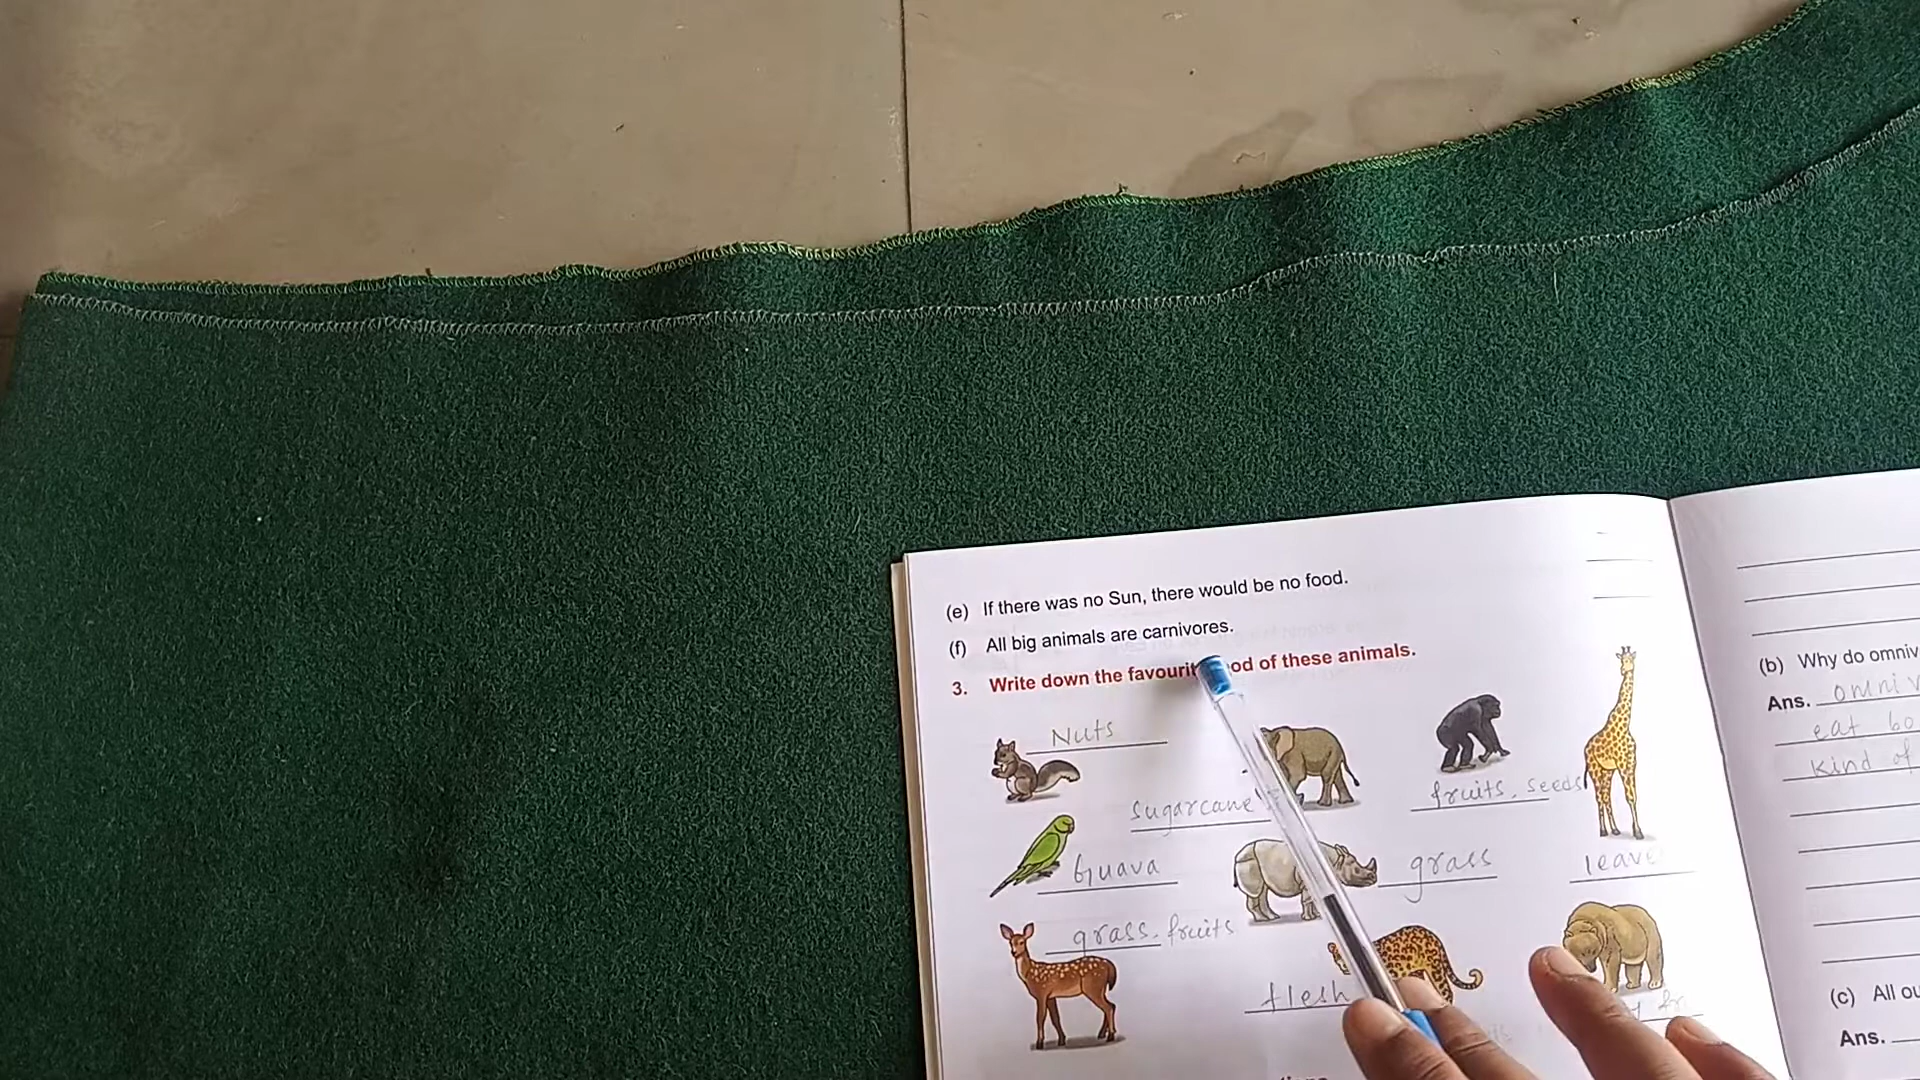 (e) If there was no Sun, there would be no food.
(f) All big animals are carnivores.
3. Write down the favourit od of these animals.
Nuts
sugarcane
fruits, seeds
Guava
grass
leave
grass, fruits
flesh
(b) Why do omniv
Ans. omniv
eat bo
kind of
(c) All ou
Ans.